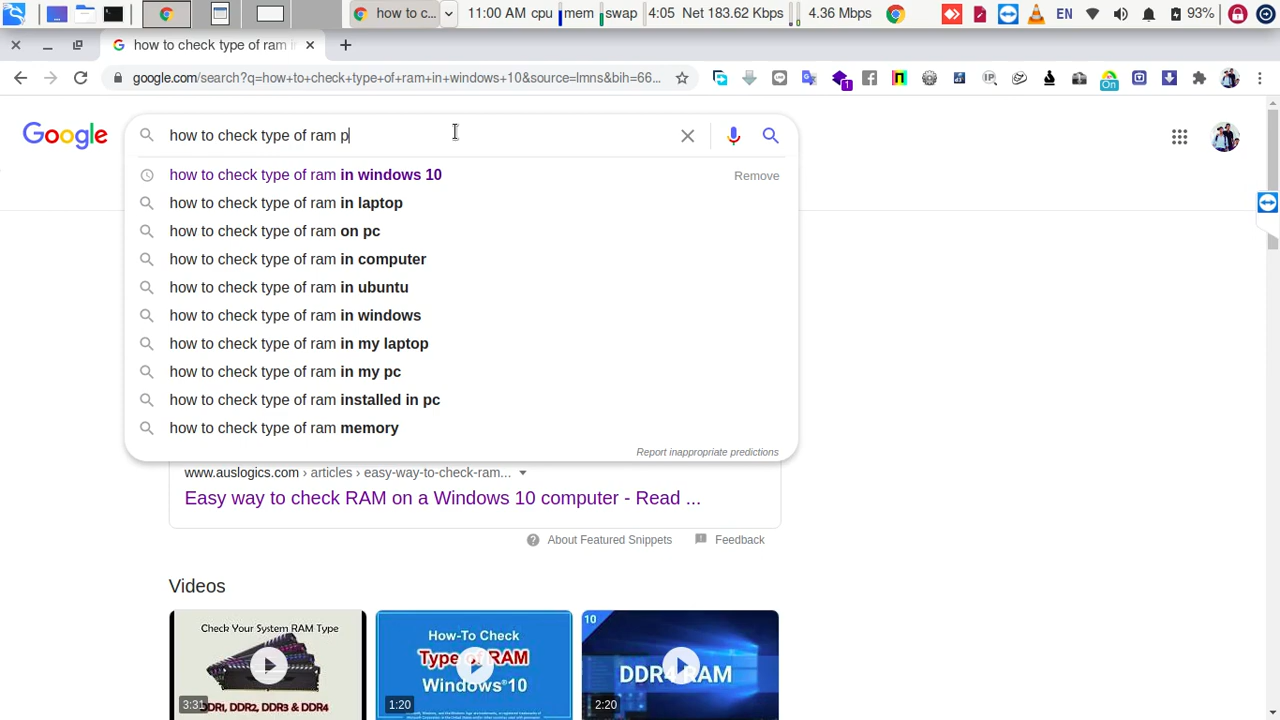 how to c...
11:00 AM cpu mem swap 4:05 Net 183.62 Kbps 4.36 Mbps EN 93%
how to check type of ram i
google.com/search?q=how+to+check+type+of+ram+in+windows+10&source=lmns&bih=66...
1
On
Google
how to check type of ram p
how to check type of ram in windows 10
Remove
how to check type of ram in laptop
how to check type of ram on pc
how to check type of ram in computer
how to check type of ram in ubuntu
how to check type of ram in windows
how to check type of ram in my laptop
how to check type of ram in my pc
how to check type of ram installed in pc
how to check type of ram memory
Report inappropriate predictions
www.auslogics.com › articles › easy-way-to-check-ram...
Easy way to check RAM on a Windows 10 computer - Read ...
About Featured Snippets
Feedback
Videos
Check Your System RAM Type
DDR1, DDR2, DDR3 & DDR4
3:31
How-To Check
Type of RAM
Windows®10
1:20
10
DDR4 RAM
2:20